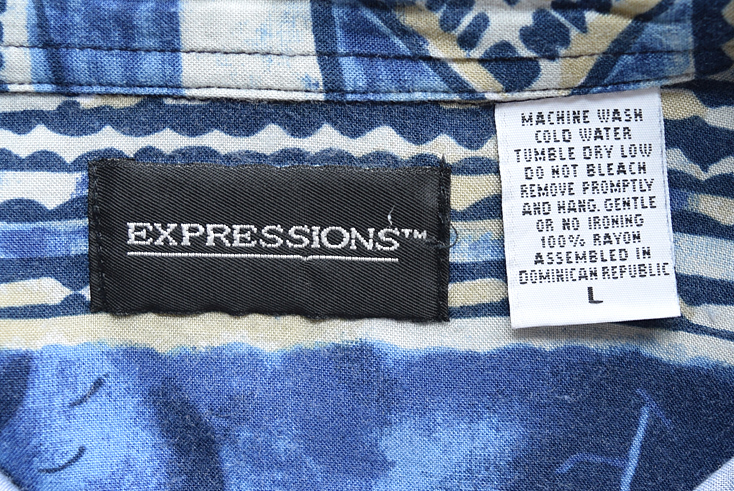 EXPRESSIONS™
MACHINE WASH
COLD WATER
TUMBLE DRY LOW
DO NOT BLEACH
REMOVE PROMPTLY
AND HANG. GENTLE
OR NO IRONING
100% RAYON
ASSEMBLED IN
DOMINICAN REPUBLIC
L